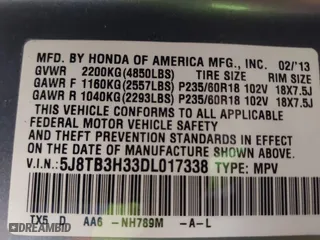 MFD. BY HONDA OF AMERICA MFG., INC. 02/'13
GVWR 2200KG(4850LBS) TIRE SIZE RIM SIZE
GAWR F 1160KG(2557LBS) P235/60R18 102V 18X7.5J
GAWR R 1040KG(2293LBS) P235/60R18 102V 18X7.5J
THIS VEHICLE CONFORMS TO ALL APPLICABLE
FEDERAL MOTOR VEHICLE SAFETY AND
THEFT PREVENTION STANDARDS IN EFFECT ON
THE DATE OF MANUFACTURE SHOWN ABOVE.
V.I.N: 5J8TB3H33DL017338 TYPE: MPV
TX5 D AA6 -NH789M -A-L
DREAMBID